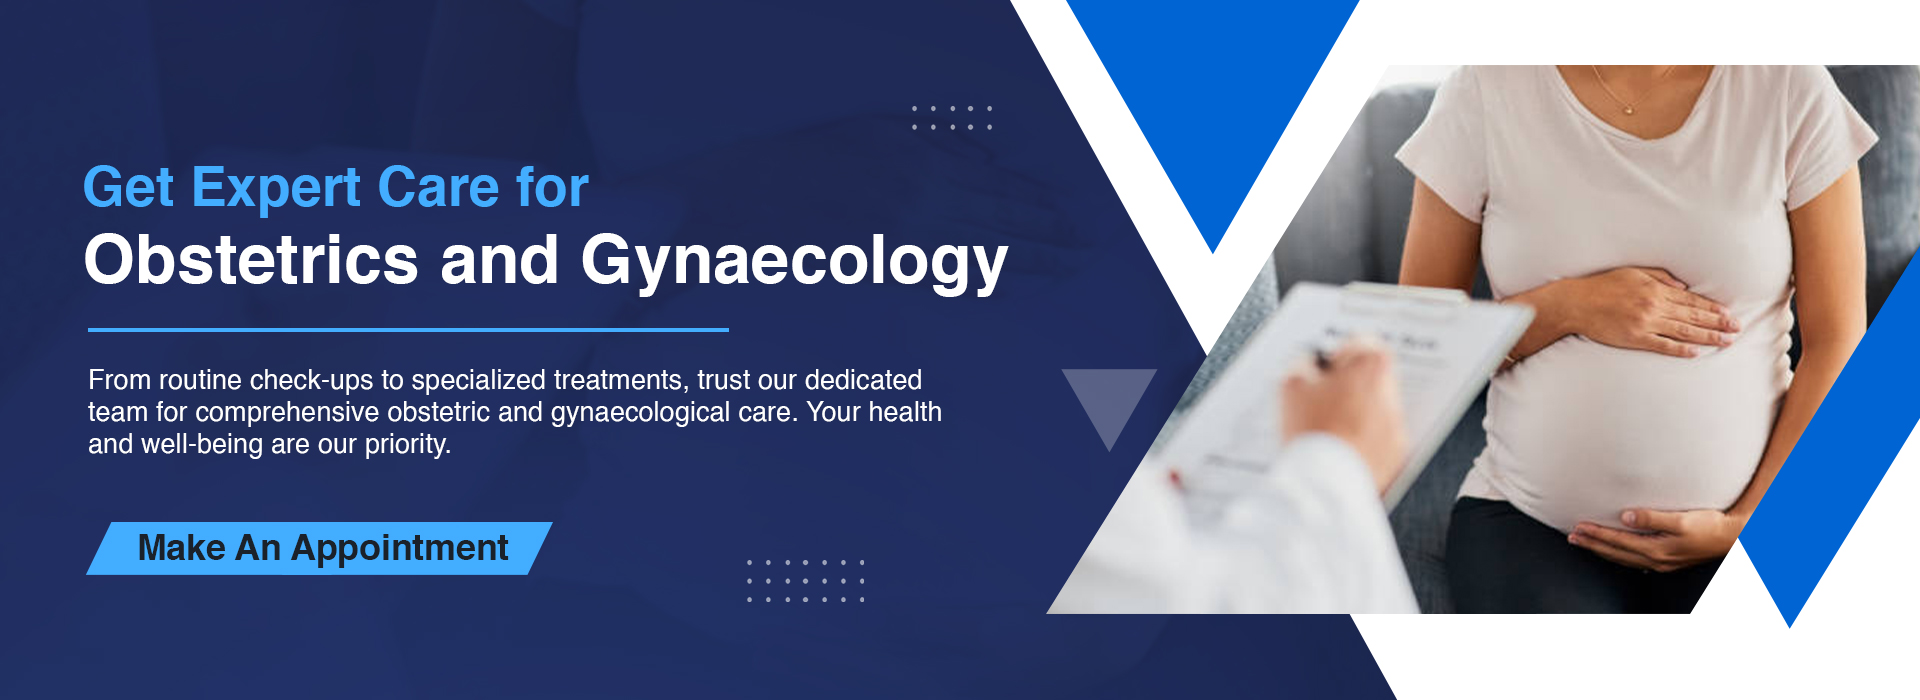 Get Expert Care for
Obstetrics and Gynaecology
From routine check-ups to specialized treatments, trust our dedicated
team for comprehensive obstetric and gynaecological care. Your health
and well-being are our priority.
Make An Appointment